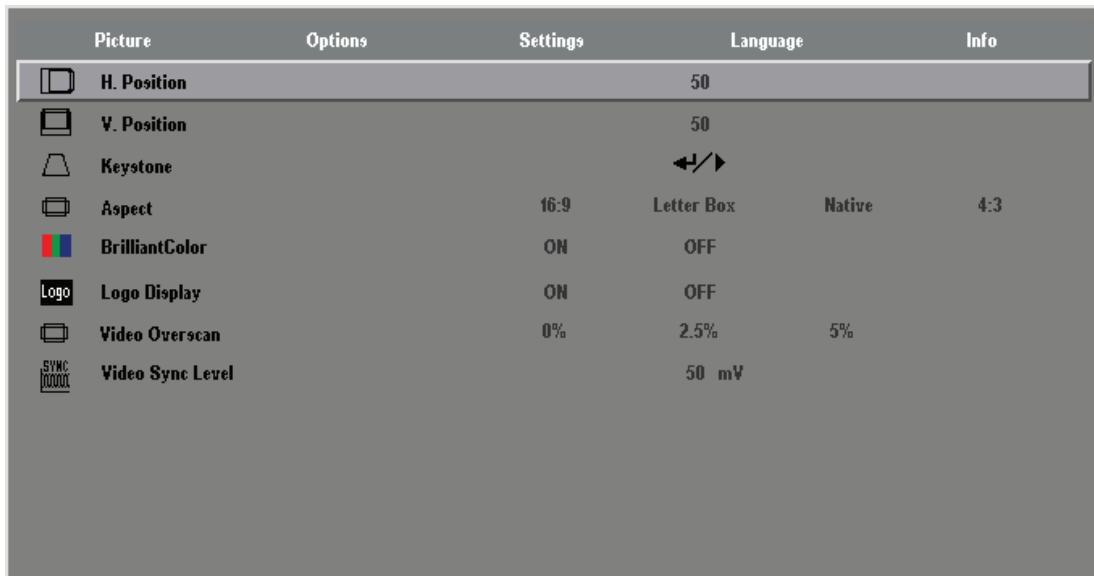 Picture Options Settings Language Info
H. Position 50
V. Position 50
Keystone /
Aspect 16:9 Letter Box Native 4:3
BrilliantColor ON OFF
Logo Logo Display ON OFF
Video Overscan 0% 2.5% 5%
SYNC Video Sync Level 50 mV